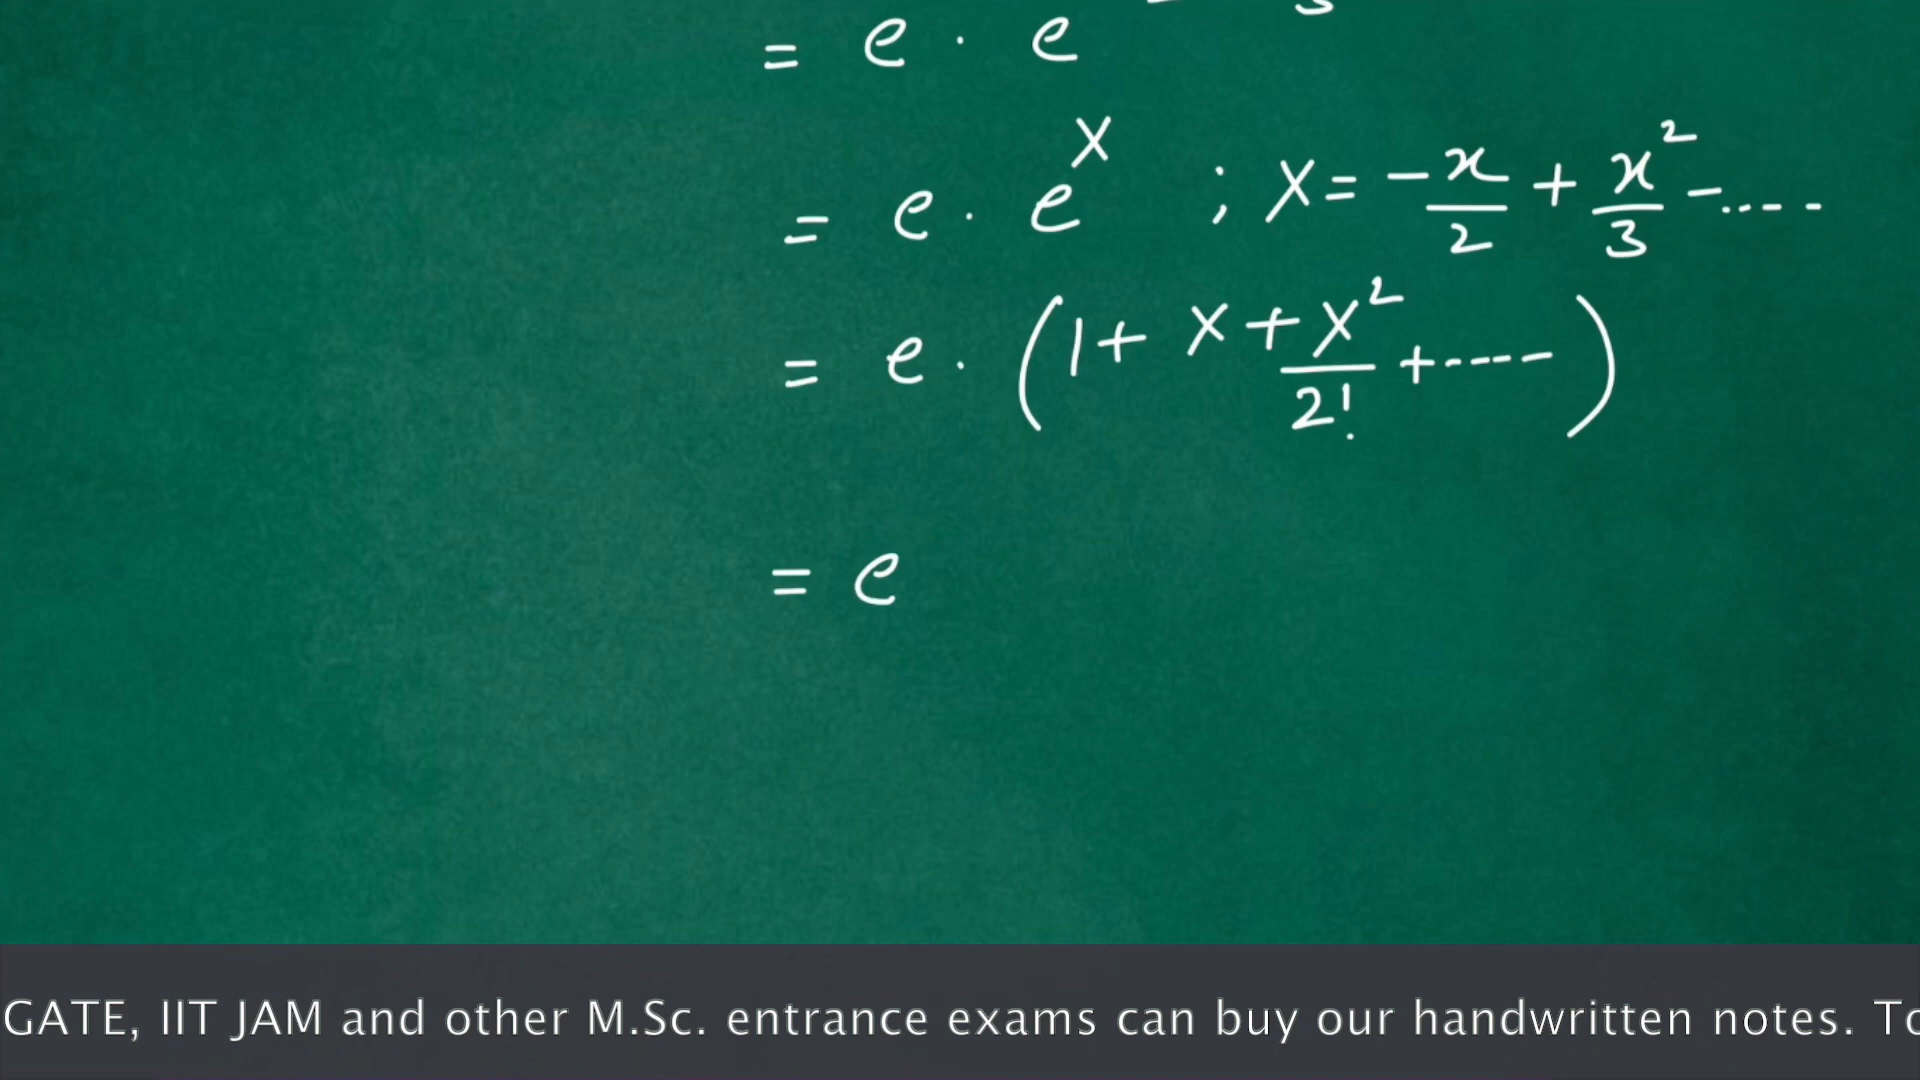 = e · e
= e · e^X ; X = -x/2 + x²/3 - ....
= e · (1 + X + X²/2! + ----)
= e
GATE, IIT JAM and other M.Sc. entrance exams can buy our handwritten notes.